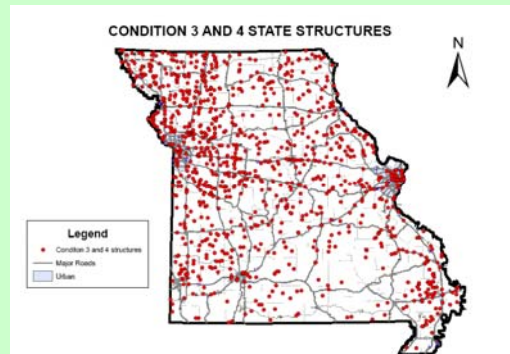 CONDITION 3 AND 4 STATE STRUCTURES
N
Legend
Condition 3 and 4 structures
Major Roads
Urban